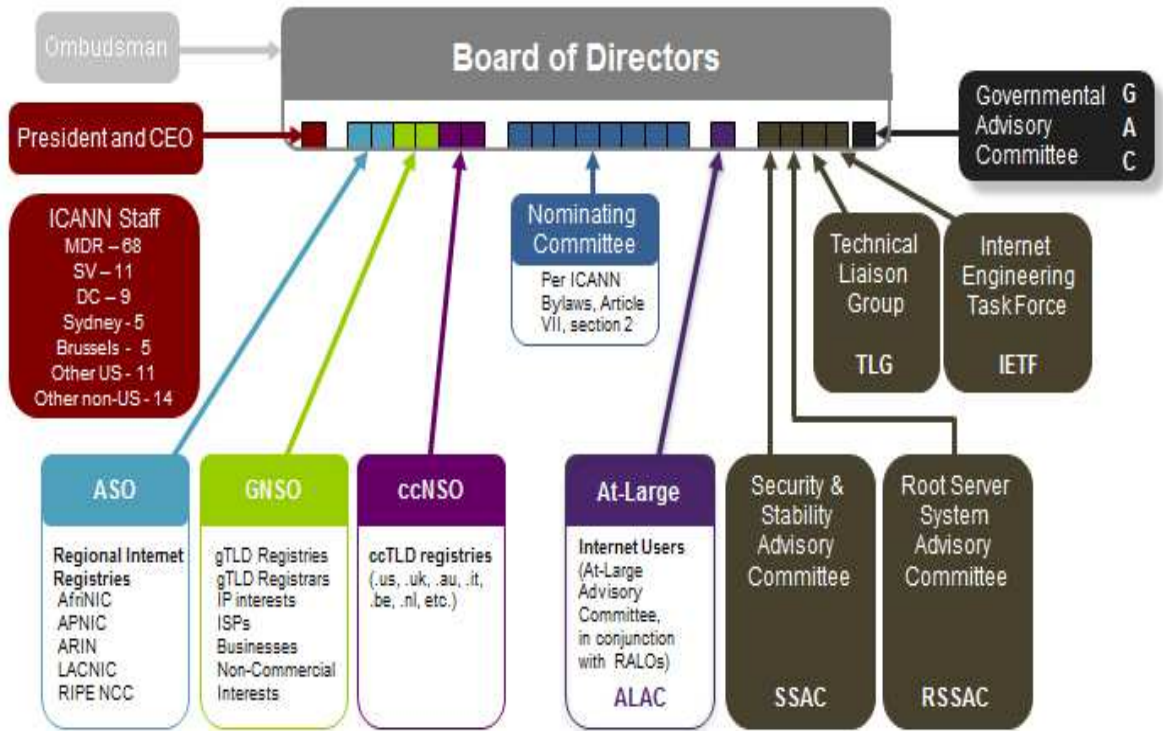 Ombudsman
Board of Directors
President and CEO
Governmental
Advisory
Committee
G
A
C
ICANN Staff
MDR – 68
SV – 11
DC – 9
Sydney - 5
Brussels - 5
Other US - 11
Other non-US - 14
Nominating
Committee
Per ICANN
Bylaws, Article
VII, section 2
Technical
Liaison
Group
TLG
Internet
Engineering
Task Force
IETF
ASO
Regional Internet
Registries
AfriNIC
APNIC
ARIN
LACNIC
RIPE NCC
GNSO
gTLD Registries
gTLD Registrars
IP interests
ISPs
Businesses
Non-Commercial
Interests
ccNSO
ccTLD registries
(.us, .uk, .au, .it,
.be, .nl, etc.)
At-Large
Internet Users
(At-Large
Advisory
Committee,
in conjunction
with RALOs)
ALAC
Security &
Stability
Advisory
Committee
SSAC
Root Server
System
Advisory
Committee
RSSAC